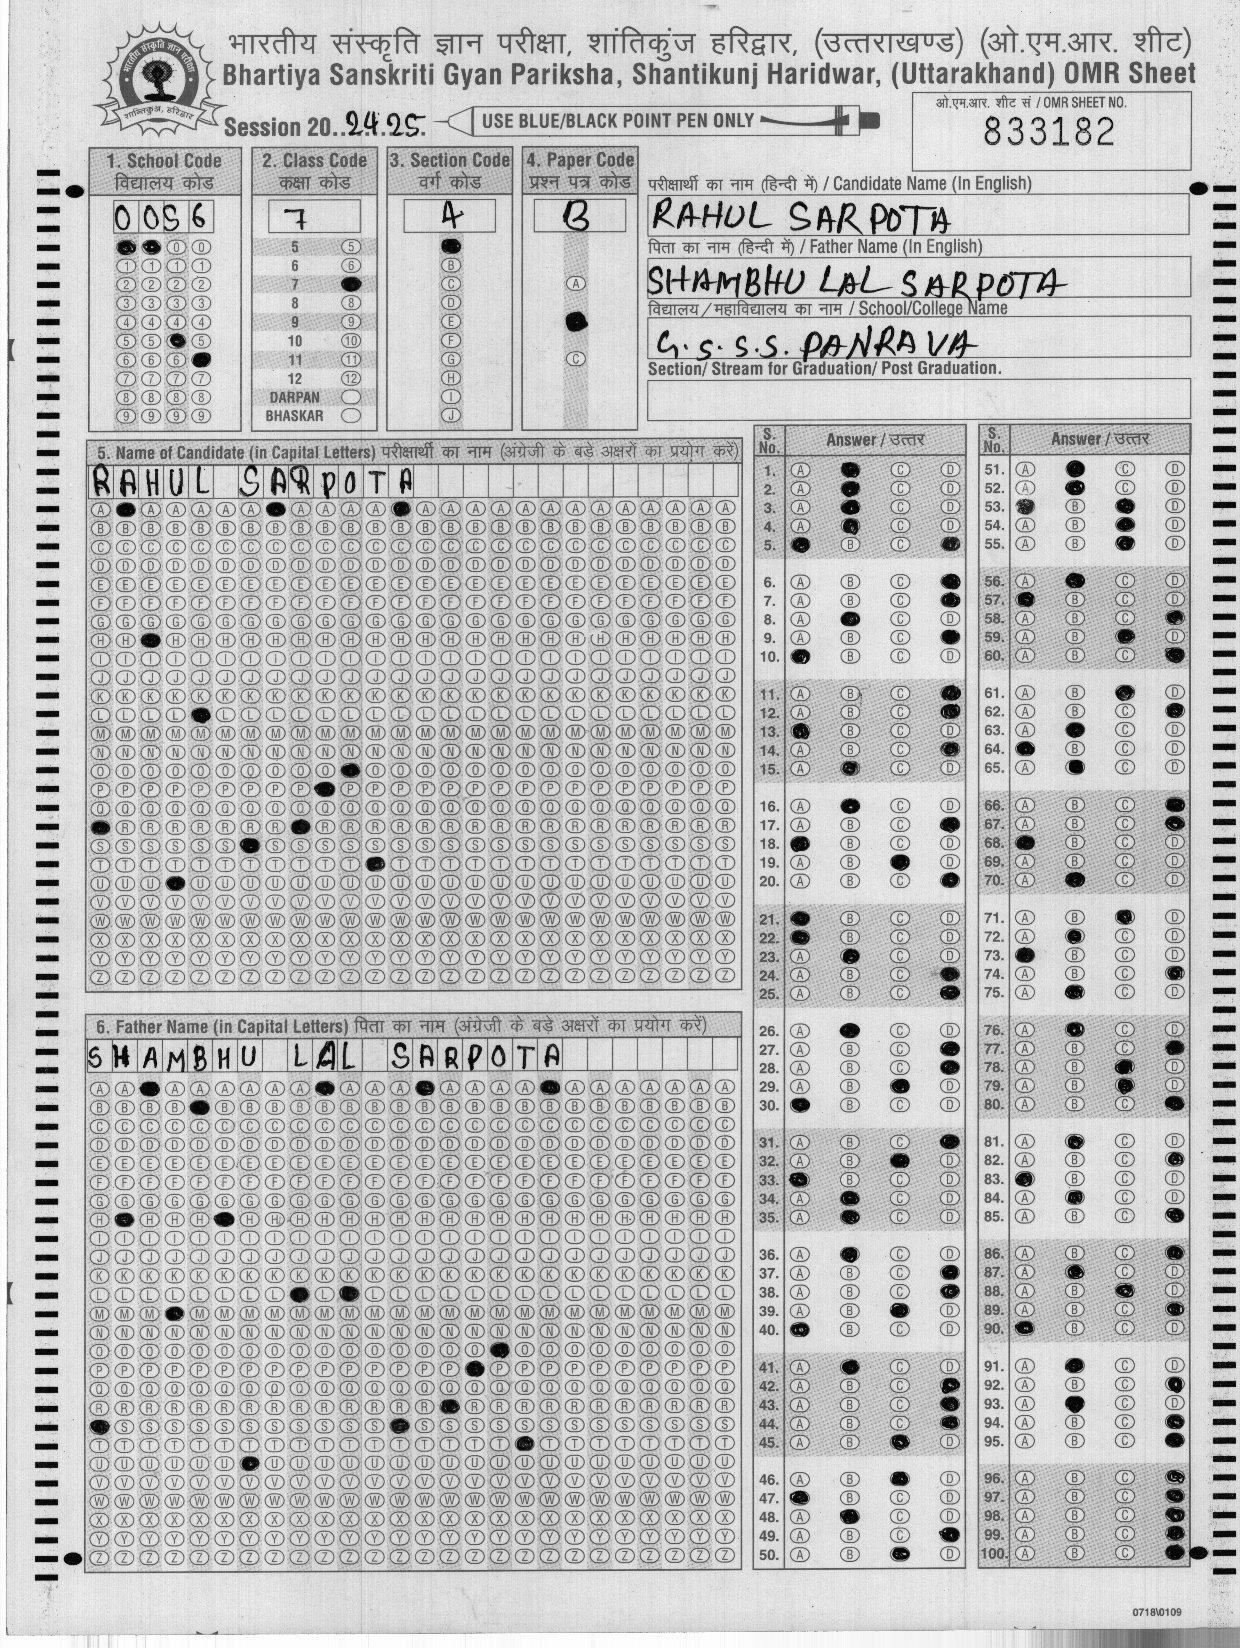 भारतीय संस्कृति ज्ञान परीक्षा, शांतिकुंज हरिद्वार, (उत्तराखण्ड) (ओ.एम.आर. शीट)
Bhartiya Sanskriti Gyan Pariksha, Shantikunj Haridwar, (Uttarakhand) OMR Sheet
Session 20..24.25.
USE BLUE/BLACK POINT PEN ONLY
ओ.एम.आर. शीट सं / OMR SHEET NO.
833182
1. School Code
विद्यालय कोड
0056
2. Class Code
कक्षा कोड
7
5
6
7
8
9
10
11
12
DARPAN
BHASKAR
3. Section Code
वर्ग कोड
A
4. Paper Code
प्रश्न पत्र कोड
B
परीक्षार्थी का नाम (हिन्दी में) / Candidate Name (In English)
RAHUL SARPOTA
पिता का नाम (हिन्दी में) / Father Name (In English)
SHAMBHU LAL SARPOTA
विद्यालय/महाविद्यालय का नाम / School/College Name
G.S.S.S. PANRAVA
Section/ Stream for Graduation/ Post Graduation.
5. Name of Candidate (in Capital Letters) परीक्षार्थी का नाम (अंग्रेजी के बड़े अक्षरों का प्रयोग करें)
RAHUL SARPOTA
6. Father Name (in Capital Letters) पिता का नाम (अंग्रेजी के बड़े अक्षरों का प्रयोग करें)
SHAMBHU LAL SARPOTA
S. No. Answer / उत्तर
S. No. Answer / उत्तर
0718\0109